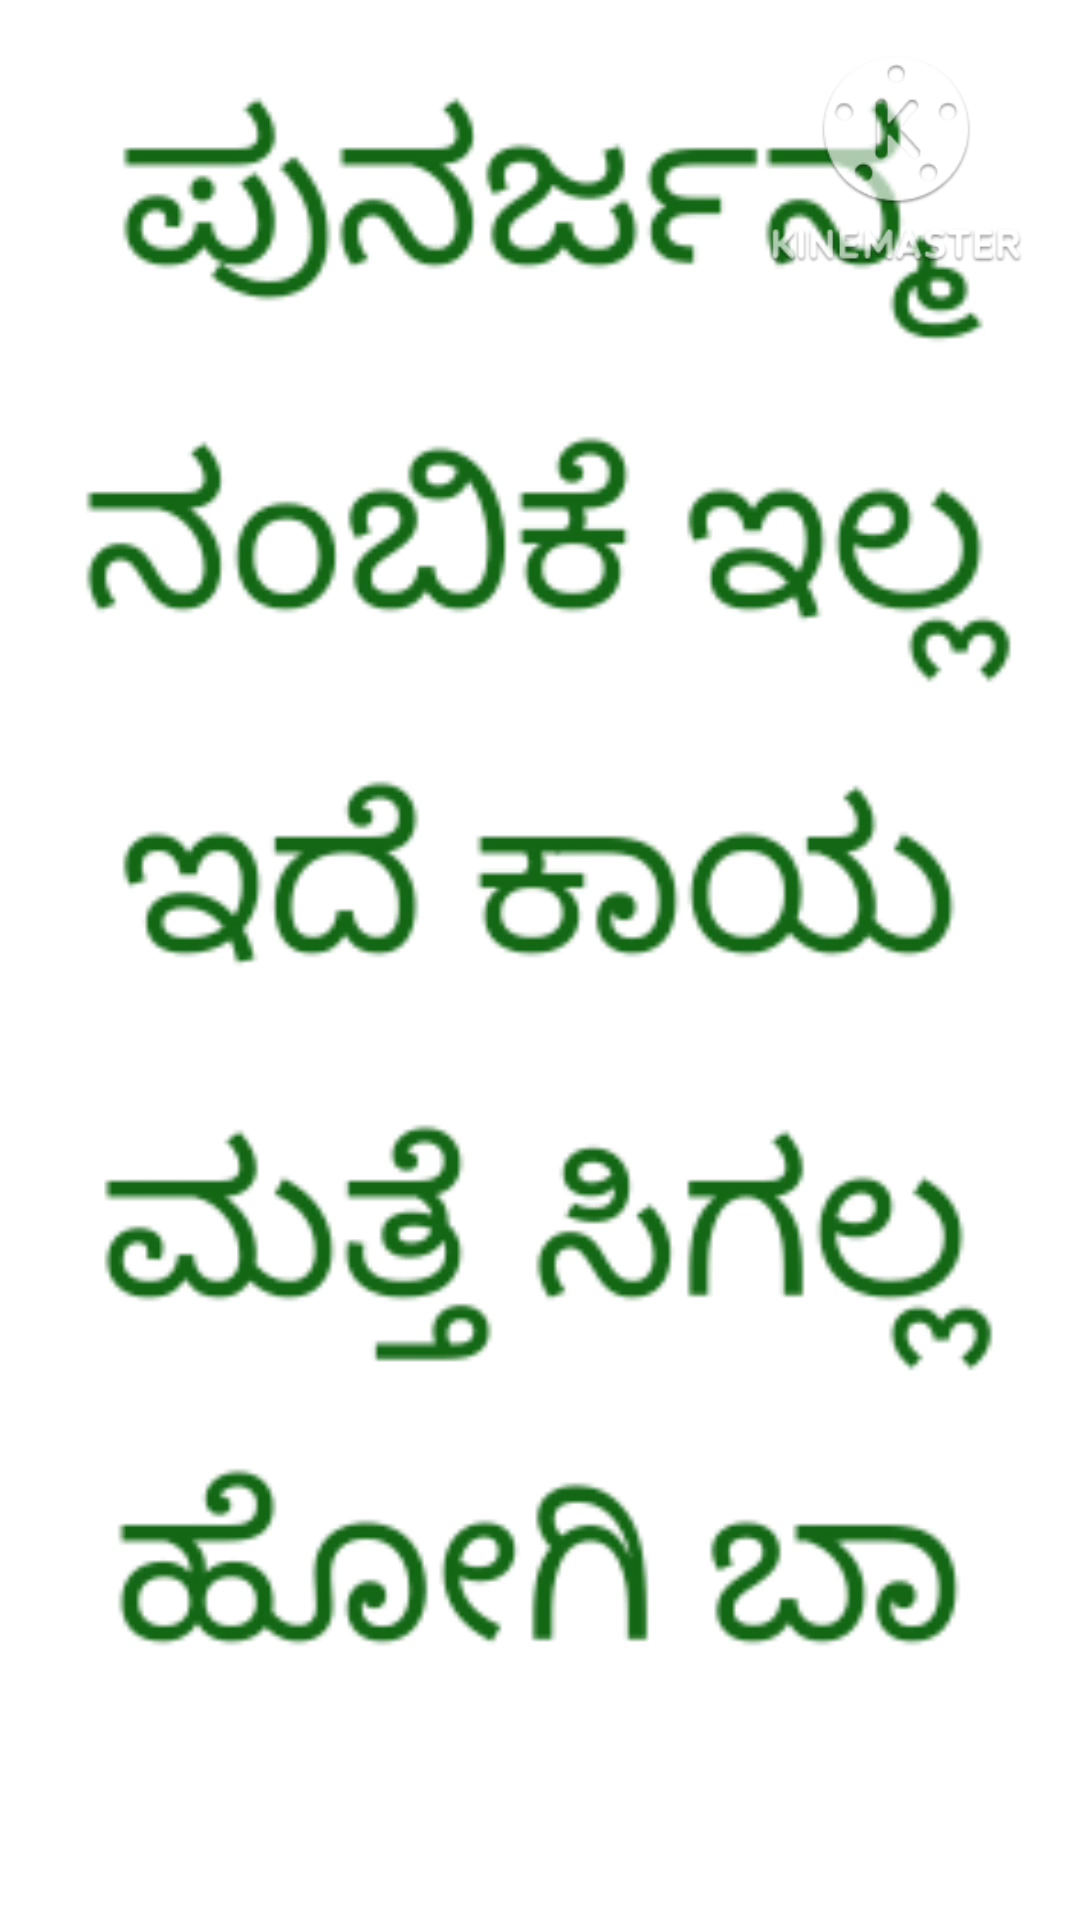 ಪುನರ್ಜನ್ಮ
KINEMASTER
ನಂಬಿಕೆ ಇಲ್ಲ
ಇದೆ ಕಾಯ
ಮತ್ತೆ ಸಿಗಲ್ಲ
ಹೋಗಿ ಬಾ